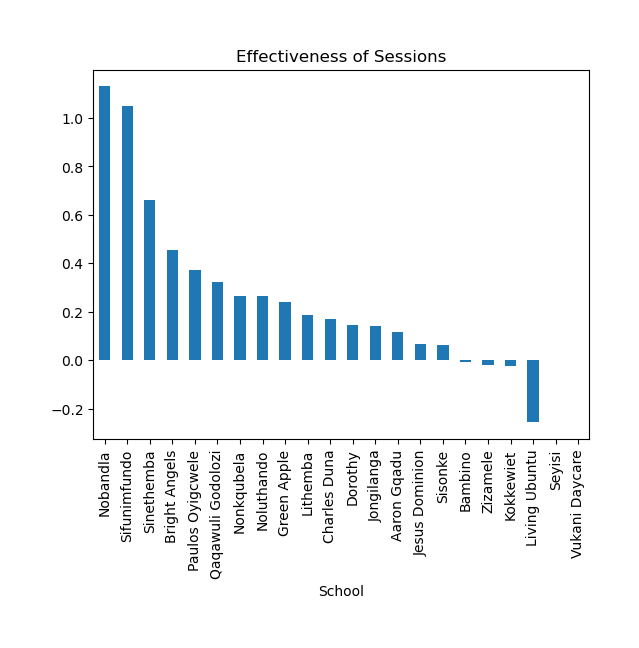 Effectiveness of Sessions
1.0
0.8
0.6
0.4
0.2
0.0
−0.2
Nobandla
Sifunimfundo
Sinethemba
Bright Angels
Paulos Oyigcwele
Qaqawuli Godolozi
Nonkqubela
Noluthando
Green Apple
Lithemba
Charles Duna
Dorothy
Jongilanga
Aaron Gqadu
Jesus Dominion
Sisonke
Bambino
Zizamele
Kokkewiet
Living Ubuntu
Seyisi
Vukani Daycare
School